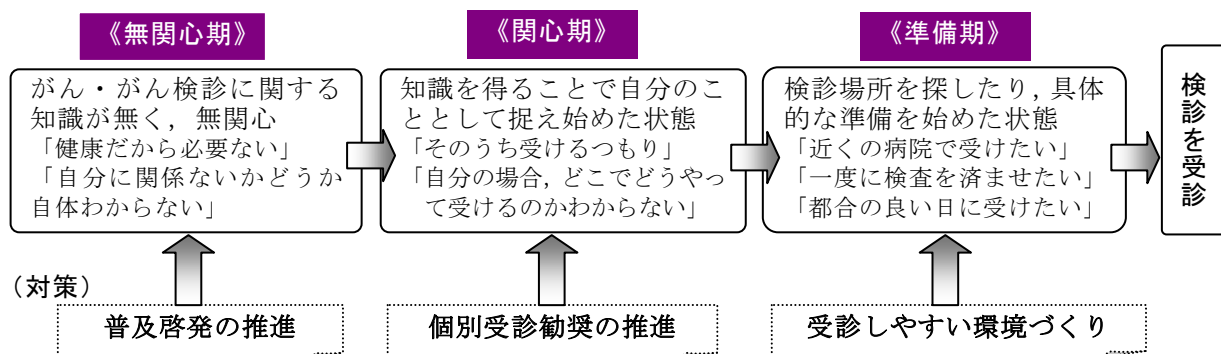 《無関心期》
がん・がん検診に関する
知識が無く，無関心
「健康だから必要ない」
「自分に関係ないかどうか
自体わからない」
《関心期》
知識を得ることで自分のこ
ととして捉え始めた状態
「そのうち受けるつもり」
「自分の場合，どこでどうやっ
て受けるのかわからない」
《準備期》
検診場所を探したり，具体
的な準備を始めた状態
「近くの病院で受けたい」
「一度に検査を済ませたい」
「都合の良い日に受けたい」
検診を受診
（対策）
普及啓発の推進
個別受診勧奨の推進
受診しやすい環境づくり